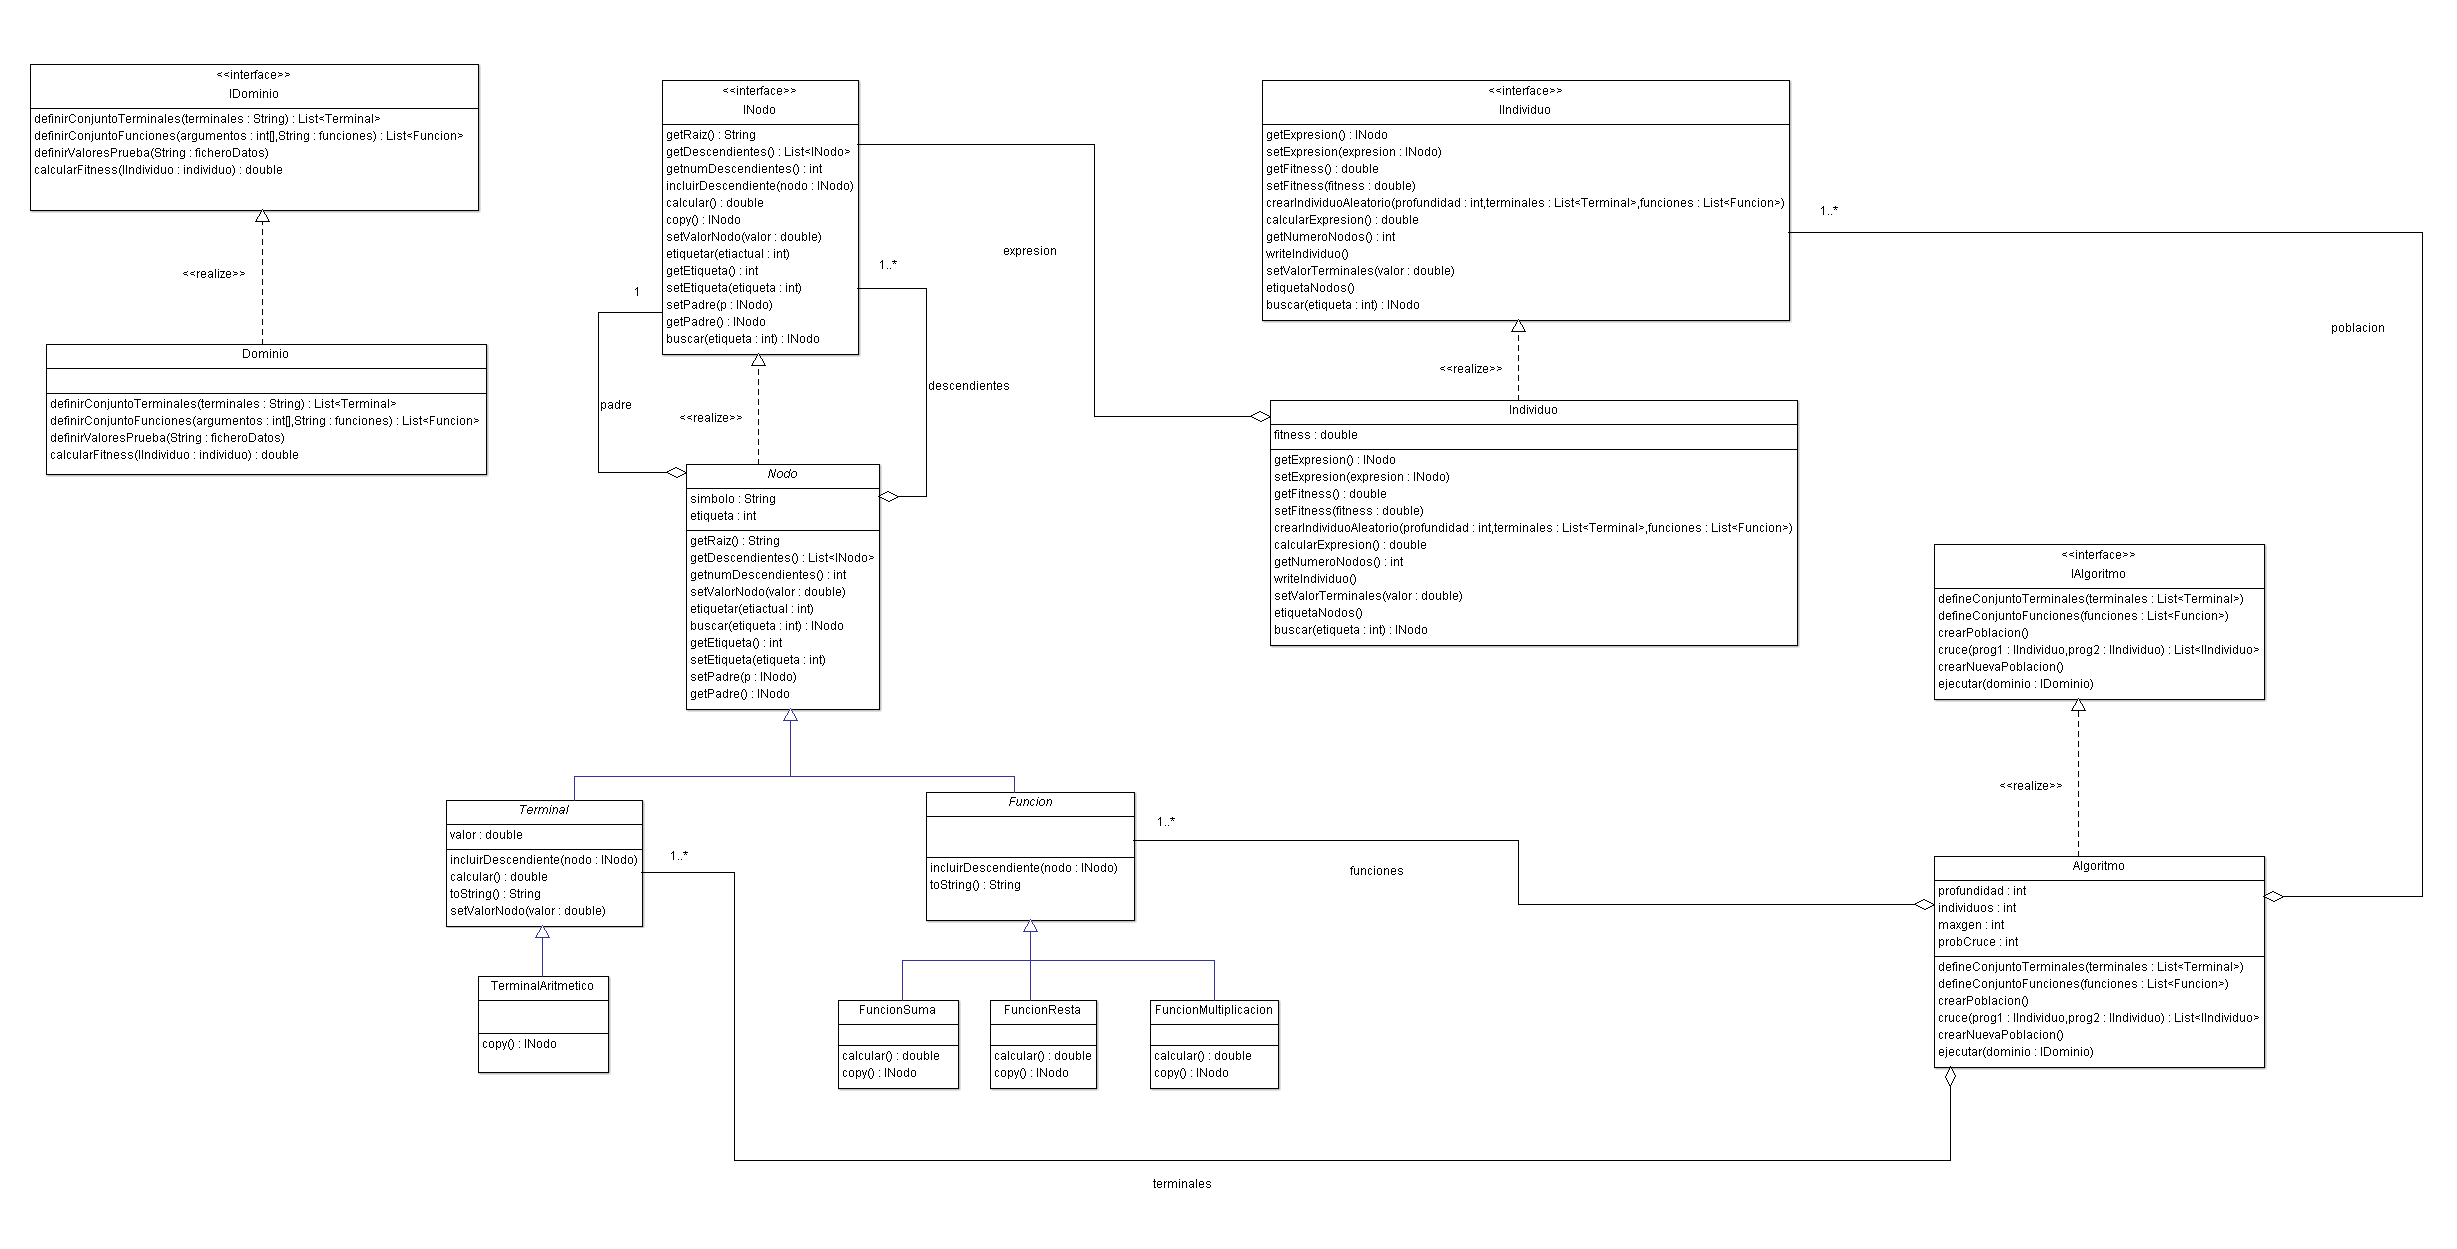 <<interface>>
IDominio
definirConjuntoTerminales(terminales : String) : List<Terminal>
definirConjuntoFunciones(argumentos : int[],String : funciones) : List<Funcion>
definirValoresPrueba(String : ficheroDatos)
calcularFitness(IIndividuo : individuo) : double
<<realize>>
Dominio
definirConjuntoTerminales(terminales : String) : List<Terminal>
definirConjuntoFunciones(argumentos : int[],String : funciones) : List<Funcion>
definirValoresPrueba(String : ficheroDatos)
calcularFitness(IIndividuo : individuo) : double
<<interface>>
INodo
getRaiz() : String
getDescendientes() : List<INodo>
getnumDescendientes() : int
incluirDescendiente(nodo : INodo)
calcular() : double
copy() : INodo
setValorNodo(valor : double)
etiquetar(etiactual : int)
getEtiqueta() : int
setEtiqueta(etiqueta : int)
setPadre(p : INodo)
getPadre() : INodo
buscar(etiqueta : int) : INodo
1
1..*
padre
descendientes
<<realize>>
expresion
Nodo
simbolo : String
etiqueta : int
getRaiz() : String
getDescendientes() : List<INodo>
getnumDescendientes() : int
setValorNodo(valor : double)
etiquetar(etiactual : int)
buscar(etiqueta : int) : INodo
getEtiqueta() : int
setEtiqueta(etiqueta : int)
setPadre(p : INodo)
getPadre() : INodo
<<interface>>
IIndividuo
getExpresion() : INodo
setExpresion(expresion : INodo)
getFitness() : double
setFitness(fitness : double)
crearIndividuoAleatorio(profundidad : int,terminales : List<Terminal>,funciones : List<Funcion>)
calcularExpresion() : double
getNumeroNodos() : int
writeIndividuo()
setValorTerminales(valor : double)
etiquetaNodos()
buscar(etiqueta : int) : INodo
1..*
poblacion
<<realize>>
Individuo
fitness : double
getExpresion() : INodo
setExpresion(expresion : INodo)
getFitness() : double
setFitness(fitness : double)
crearIndividuoAleatorio(profundidad : int,terminales : List<Terminal>,funciones : List<Funcion>)
calcularExpresion() : double
getNumeroNodos() : int
writeIndividuo()
setValorTerminales(valor : double)
etiquetaNodos()
buscar(etiqueta : int) : INodo
<<interface>>
IAlgoritmo
defineConjuntoTerminales(terminales : List<Terminal>)
defineConjuntoFunciones(funciones : List<Funcion>)
crearPoblacion()
cruce(prog1 : IIndividuo,prog2 : IIndividuo) : List<IIndividuo>
crearNuevaPoblacion()
ejecutar(dominio : IDominio)
<<realize>>
Terminal
valor : double
incluirDescendiente(nodo : INodo)
calcular() : double
toString() : String
setValorNodo(valor : double)
1..*
Funcion
incluirDescendiente(nodo : INodo)
toString() : String
1..*
funciones
Algoritmo
profundidad : int
individuos : int
maxgen : int
probCruce : int
defineConjuntoTerminales(terminales : List<Terminal>)
defineConjuntoFunciones(funciones : List<Funcion>)
crearPoblacion()
cruce(prog1 : IIndividuo,prog2 : IIndividuo) : List<IIndividuo>
crearNuevaPoblacion()
ejecutar(dominio : IDominio)
TerminalAritmetico
copy() : INodo
FuncionSuma
calcular() : double
copy() : INodo
FuncionResta
calcular() : double
copy() : INodo
FuncionMultiplicacion
calcular() : double
copy() : INodo
terminales